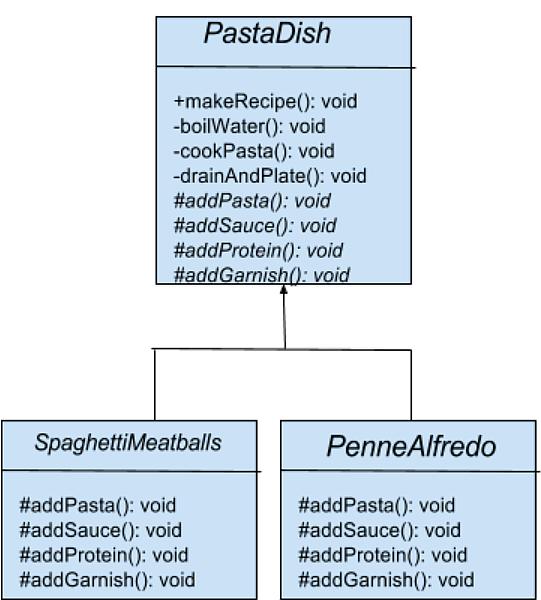 PastaDish
+makeRecipe(): void
-boilWater(): void
-cookPasta(): void
-drainAndPlate(): void
#addPasta(): void
#addSauce(): void
#addProtein(): void
#addGarnish(): void
SpaghettiMeatballs
#addPasta(): void
#addSauce(): void
#addProtein(): void
#addGarnish(): void
PenneAlfredo
#addPasta(): void
#addSauce(): void
#addProtein(): void
#addGarnish(): void